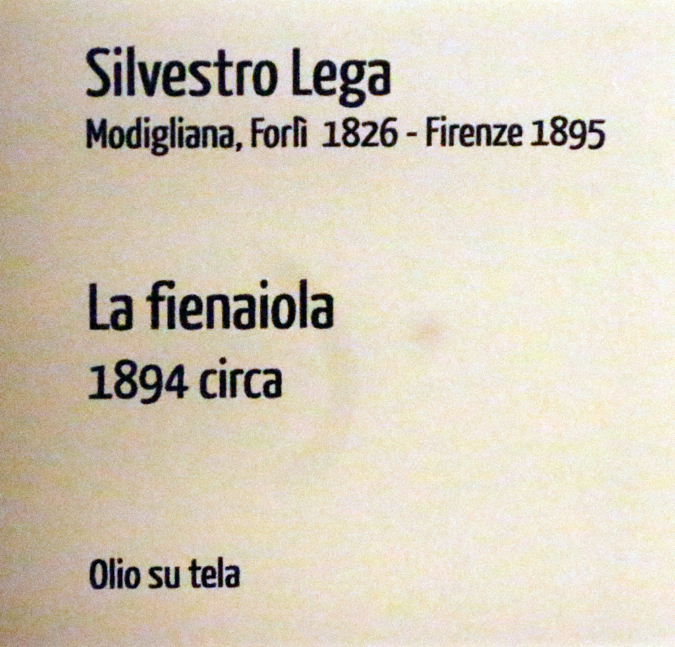 Silvestro Lega
Modigliana, Forlì 1826 - Firenze 1895
La fienaiola
1894 circa
Olio su tela